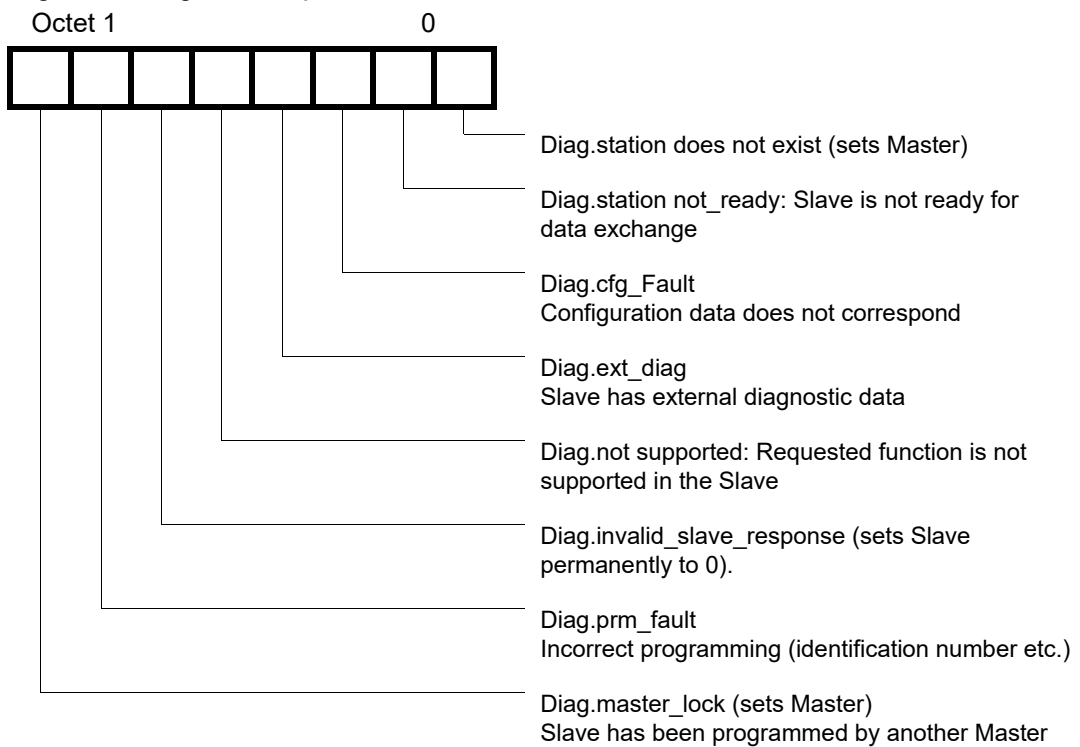 Octet 1 0
Diag.station does not exist (sets Master)
Diag.station not_ready: Slave is not ready for
data exchange
Diag.cfg_Fault
Configuration data does not correspond
Diag.ext_diag
Slave has external diagnostic data
Diag.not supported: Requested function is not
supported in the Slave
Diag.invalid_slave_response (sets Slave
permanently to 0).
Diag.prm_fault
Incorrect programming (identification number etc.)
Diag.master_lock (sets Master)
Slave has been programmed by another Master